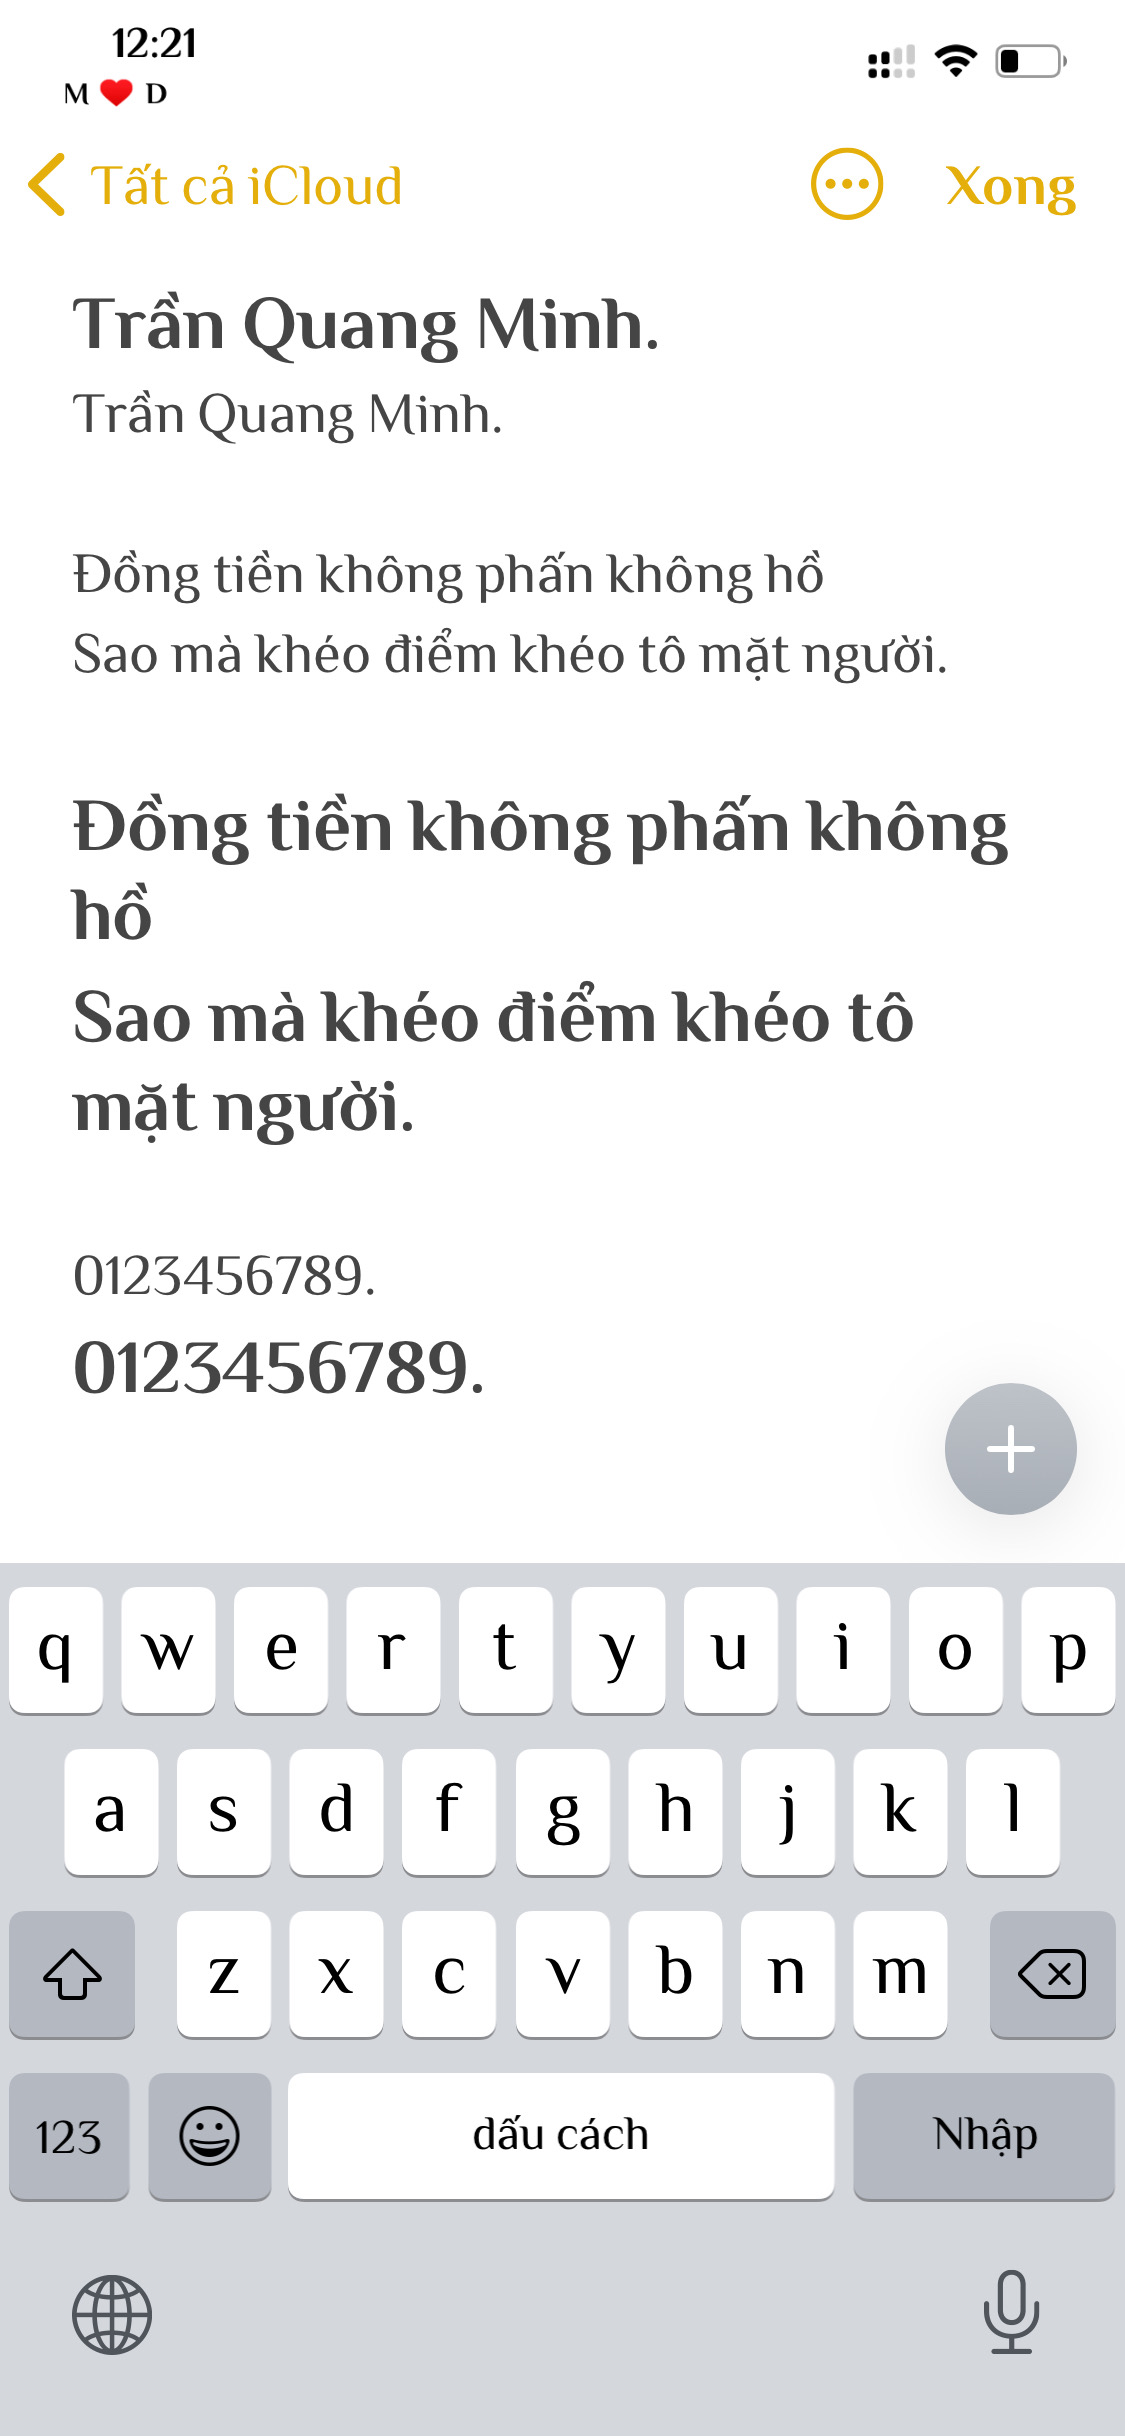 12:21
M ❤️ D
Tất cả iCloud
Xong
Trần Quang Minh.
Trần Quang Minh.
Đồng tiền không phấn không hồ
Sao mà khéo điểm khéo tô mặt người.
Đồng tiền không phấn không
hồ
Sao mà khéo điểm khéo tô
mặt người.
0123456789.
0123456789.
q w e r t y u i o p
a s d f g h j k l
z x c v b n m
123 dấu cách Nhập